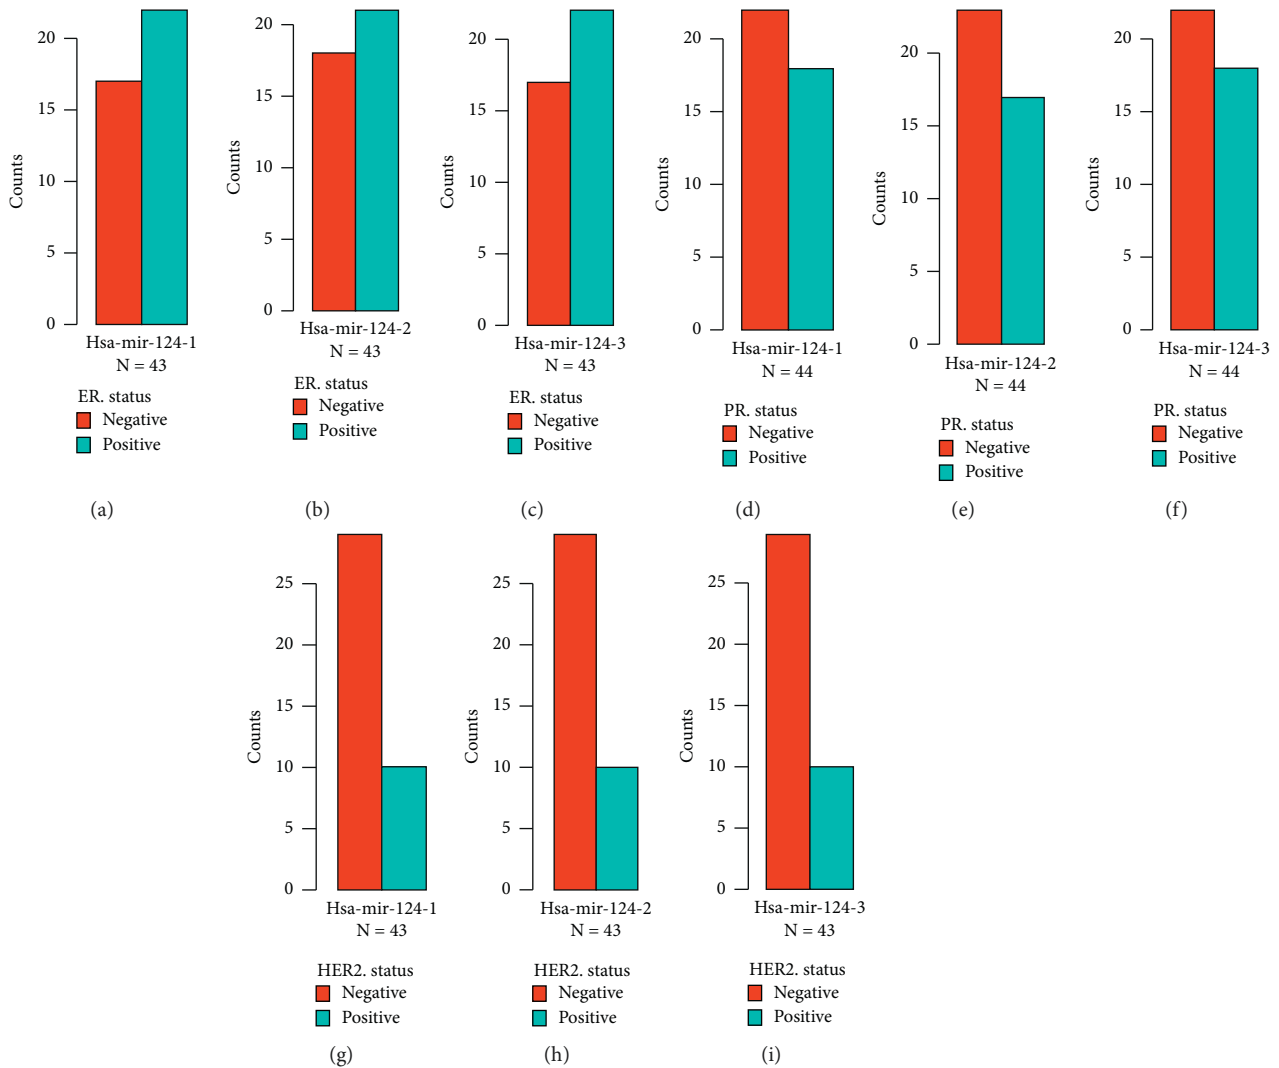 Counts
20
15
10
5
0
Hsa-mir-124-1
N = 43
ER. status
Negative
Positive
(a)
Counts
20
15
10
5
0
Hsa-mir-124-2
N = 43
ER. status
Negative
Positive
(b)
Counts
20
15
10
5
0
Hsa-mir-124-3
N = 43
ER. status
Negative
Positive
(c)
Counts
20
15
10
5
0
Hsa-mir-124-1
N = 44
PR. status
Negative
Positive
(d)
Counts
20
15
10
5
0
Hsa-mir-124-2
N = 44
PR. status
Negative
Positive
(e)
Counts
20
15
10
5
0
Hsa-mir-124-3
N = 44
PR. status
Negative
Positive
(f)
Counts
25
20
15
10
5
0
Hsa-mir-124-1
N = 43
HER2. status
Negative
Positive
(g)
Counts
25
20
15
10
5
0
Hsa-mir-124-2
N = 43
HER2. status
Negative
Positive
(h)
Counts
25
20
15
10
5
0
Hsa-mir-124-3
N = 43
HER2. status
Negative
Positive
(i)